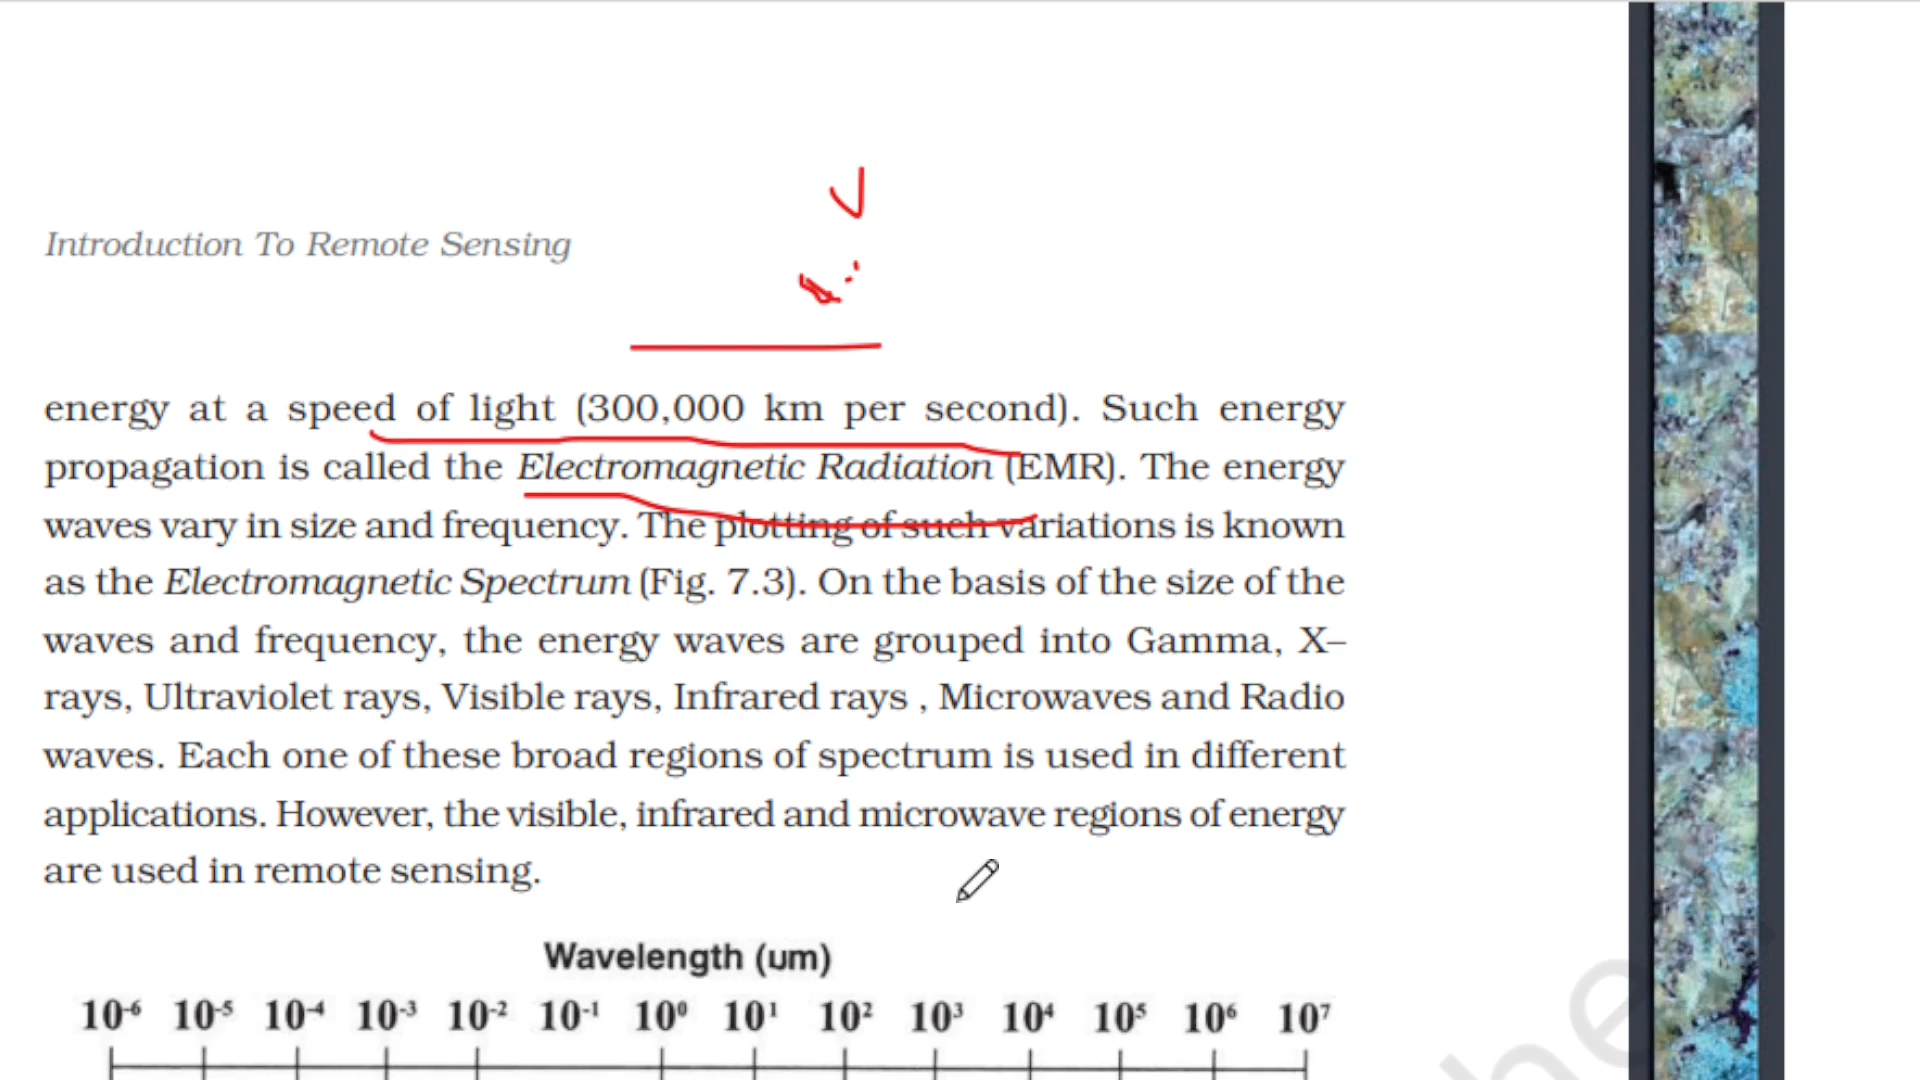 Introduction To Remote Sensing
energy at a speed of light (300,000 km per second). Such energy
propagation is called the Electromagnetic Radiation (EMR). The energy
waves vary in size and frequency. The plotting of such variations is known
as the Electromagnetic Spectrum (Fig. 7.3). On the basis of the size of the
waves and frequency, the energy waves are grouped into Gamma, X–
rays, Ultraviolet rays, Visible rays, Infrared rays , Microwaves and Radio
waves. Each one of these broad regions of spectrum is used in different
applications. However, the visible, infrared and microwave regions of energy
are used in remote sensing.
Wavelength (um)
10⁻⁶ 10⁻⁵ 10⁻⁴ 10⁻³ 10⁻² 10⁻¹ 10⁰ 10¹ 10² 10³ 10⁴ 10⁵ 10⁶ 10⁷
he